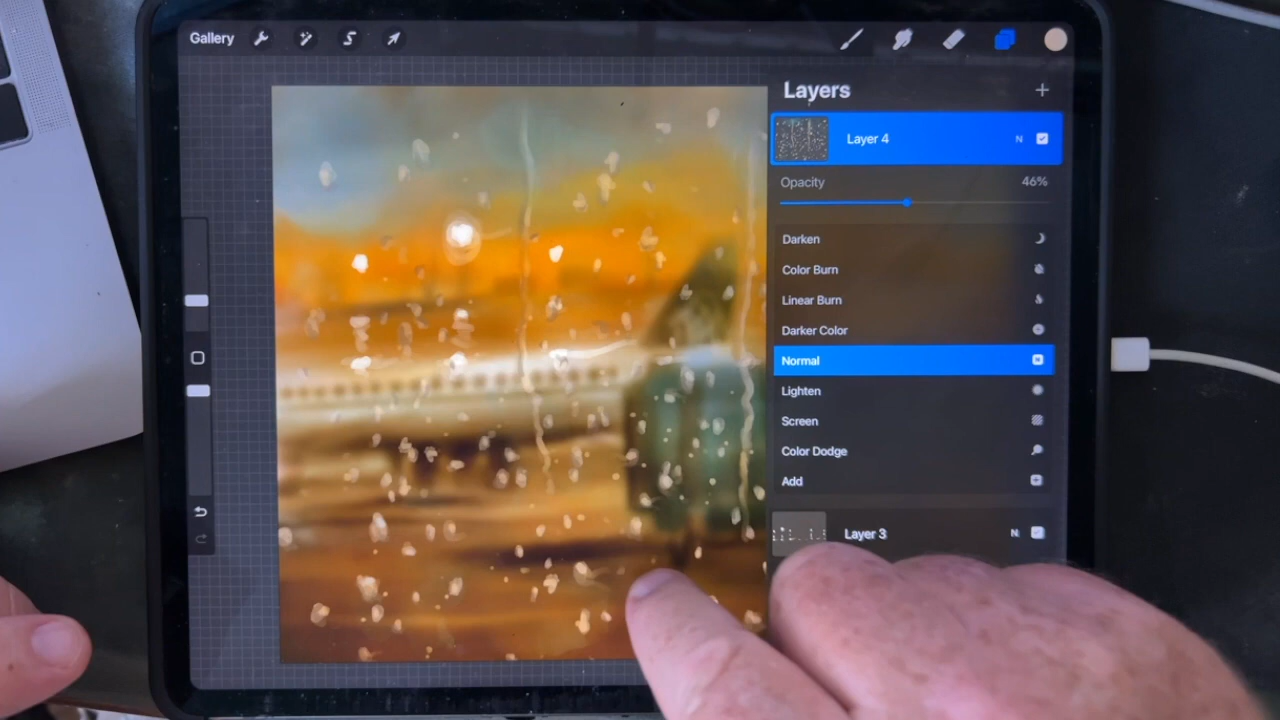 Gallery
Layers
Layer 4 N
Opacity 46%
Darken
Color Burn
Linear Burn
Darker Color
Normal
Lighten
Screen
Color Dodge
Add
Layer 3 N